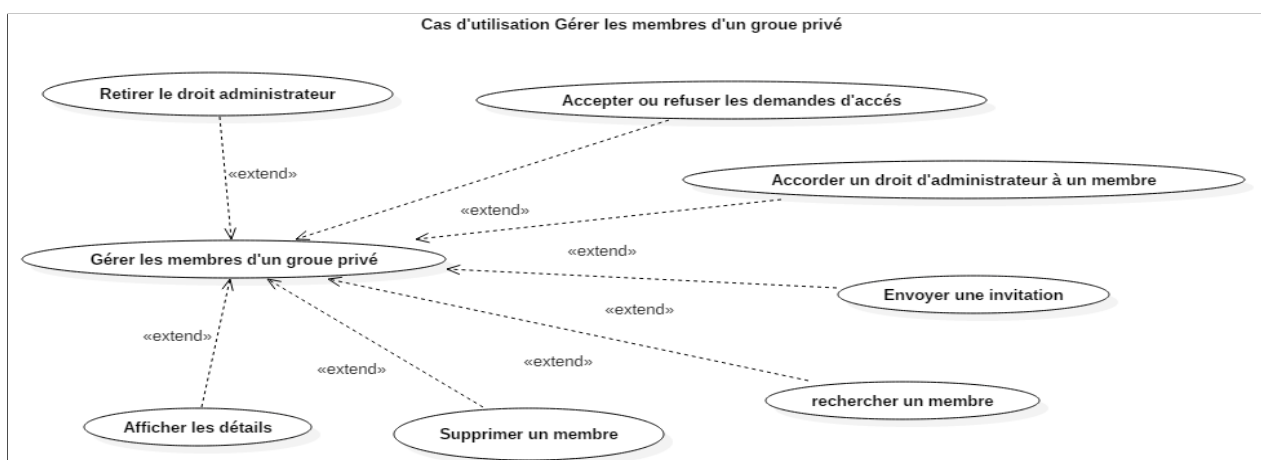 Cas d'utilisation Gérer les membres d'un groue privé
Retirer le droit administrateur
Accepter ou refuser les demandes d'accés
«extend»
Accorder un droit d'administrateur à un membre
«extend»
«extend»
Gérer les membres d'un groue privé
Envoyer une invitation
«extend»
«extend»
«extend»
«extend»
rechercher un membre
Afficher les détails
Supprimer un membre